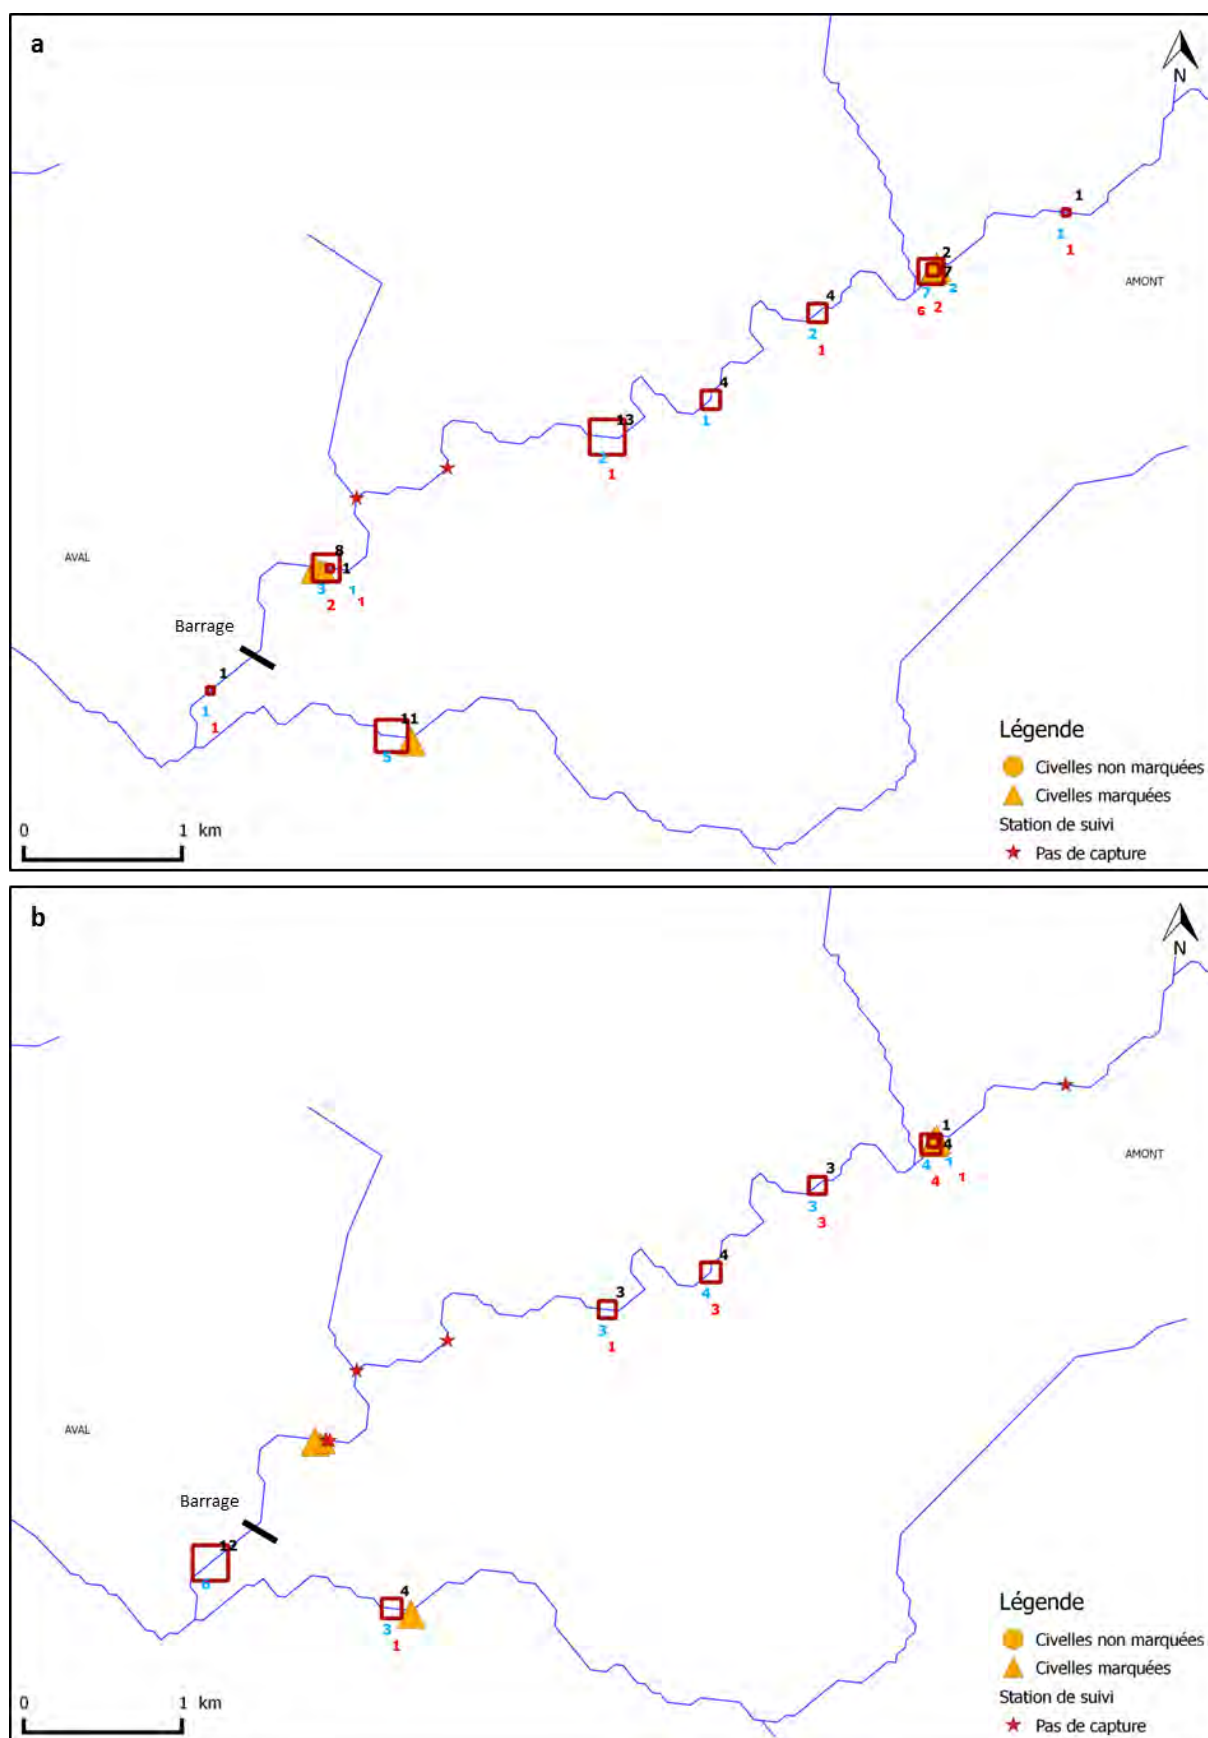 a
N
1
1
1
AMONT
2
7
7
2
6
2
4
2
1
4
1
13
2
1
8
1
3
1
2
1
AVAL
Barrage
1
1
1
11
5
Légende
Civelles non marquées
Civelles marquées
Station de suivi
Pas de capture
0 1 km
b
N
AMONT
1
4
4
1
4
1
3
3
3
4
4
3
3
3
1
AVAL
Barrage
12
6
4
3
1
Légende
Civelles non marquées
Civelles marquées
Station de suivi
Pas de capture
0 1 km